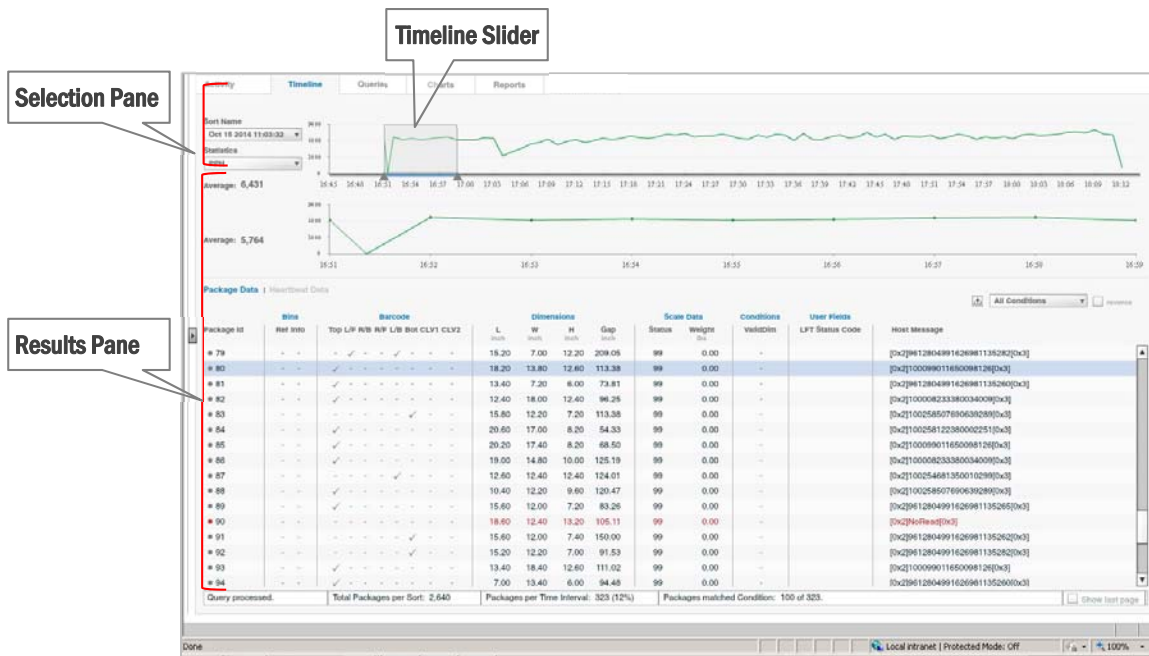 Timeline Slider
Selection Pane
Activity Timeline Queries Charts Reports
Sort Name
Oct 15 2014 11:03:32
Statistics
PPH
Average: 6,431
16:45 16:48 16:51 16:54 16:57 17:00 17:03 17:06 17:09 17:12 17:15 17:18 17:21 17:24 17:27 17:30 17:33 17:36 17:39 17:42 17:45 17:48 17:51 17:54 17:57 18:00 18:03 18:06 18:09 18:12
Average: 5,764
16:51 16:52 16:53 16:54 16:55 16:56 16:57 16:58 16:59
Package Data | Heartbeat Data
All Conditions reverse
Results Pane
Bins Barcode Dimensions Scale Data Conditions User Fields
Package Id Ref Info Top L/F R/B R/F L/B Bot CLV1 CLV2 L W H Gap Status Weight ValidDim LFT Status Code Host Message
inch inch inch inch lbs
79 - - - ✓ - - ✓ - - - 15.20 7.00 12.20 209.05 99 0.00 - [0x2]9612804991626981135282[0x3]
80 - - ✓ - - - - - - - 18.20 13.80 12.60 113.38 99 0.00 - [0x2]100099011650098126[0x3]
81 - - ✓ - - - - - - - 13.40 7.20 6.00 73.81 99 0.00 - [0x2]9612804991626981135260[0x3]
82 - - ✓ - - - - - - - 12.40 18.00 12.40 96.25 99 0.00 - [0x2]100008233380034009[0x3]
83 - - - - - - - ✓ - - 15.80 12.20 7.20 113.38 99 0.00 - [0x2]100258507690639289[0x3]
84 - - ✓ - - - - - - - 20.60 17.00 8.20 54.33 99 0.00 - [0x2]100258122380002251[0x3]
85 - - ✓ - - - - - - - 20.20 17.40 8.20 68.50 99 0.00 - [0x2]100099011650098126[0x3]
86 - - ✓ - - - - - - - 19.00 14.80 10.00 125.19 99 0.00 - [0x2]100008233380034009[0x3]
87 - - - - - - ✓ - - - 12.60 12.40 12.40 124.01 99 0.00 - [0x2]100254681350010299[0x3]
88 - - ✓ - - - - - - - 10.40 12.20 9.60 120.47 99 0.00 - [0x2]100258507690639289[0x3]
89 - - ✓ - - - - - - - 15.60 12.00 7.20 83.26 99 0.00 - [0x2]9612804991626981135265[0x3]
90 - - - - - - - - - - 18.60 12.40 13.20 105.11 99 0.00 - [0x2]NoRead[0x3]
91 - - - - - - - ✓ - - 15.60 12.00 7.40 150.00 99 0.00 - [0x2]9612804991626981135262[0x3]
92 - - - - - - - ✓ - - 15.20 12.20 7.00 91.53 99 0.00 - [0x2]9612804991626981135282[0x3]
93 - - ✓ - - - - - - - 13.40 18.40 12.60 111.02 99 0.00 - [0x2]100099011650098126[0x3]
94 - - ✓ - - - - - - - 7.00 13.40 6.00 94.48 99 0.00 - [0x2]9612804991626981135260[0x3]
Query processed. Total Packages per Sort: 2,640 Packages per Time Interval: 323 (12%) Packages matched Condition: 100 of 323. Show last page
Done Local intranet | Protected Mode: Off 100%